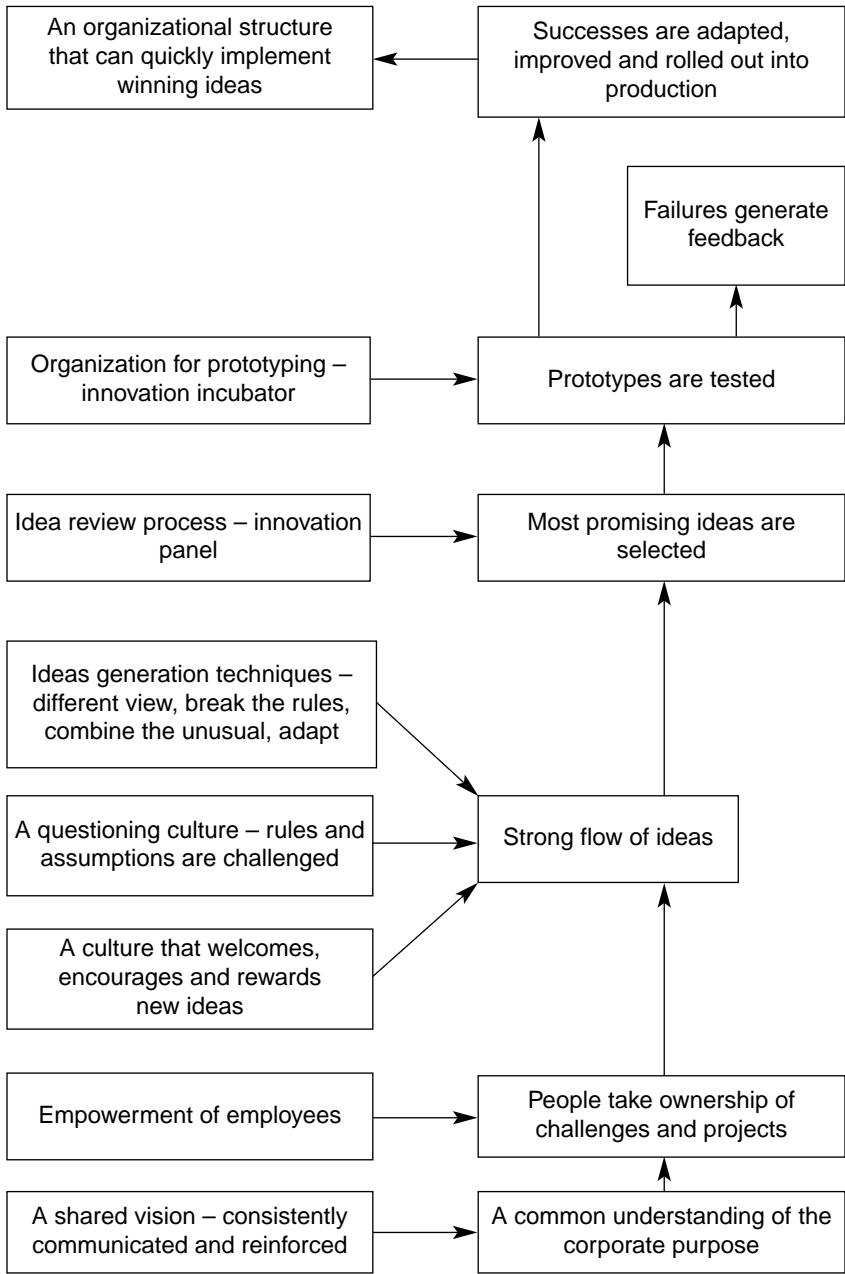 An organizational structure
that can quickly implement
winning ideas
Successes are adapted,
improved and rolled out into
production
Failures generate
feedback
Organization for prototyping –
innovation incubator
Prototypes are tested
Idea review process – innovation
panel
Most promising ideas are
selected
Ideas generation techniques –
different view, break the rules,
combine the unusual, adapt
A questioning culture – rules and
assumptions are challenged
Strong flow of ideas
A culture that welcomes,
encourages and rewards
new ideas
Empowerment of employees
People take ownership of
challenges and projects
A shared vision – consistently
communicated and reinforced
A common understanding of the
corporate purpose